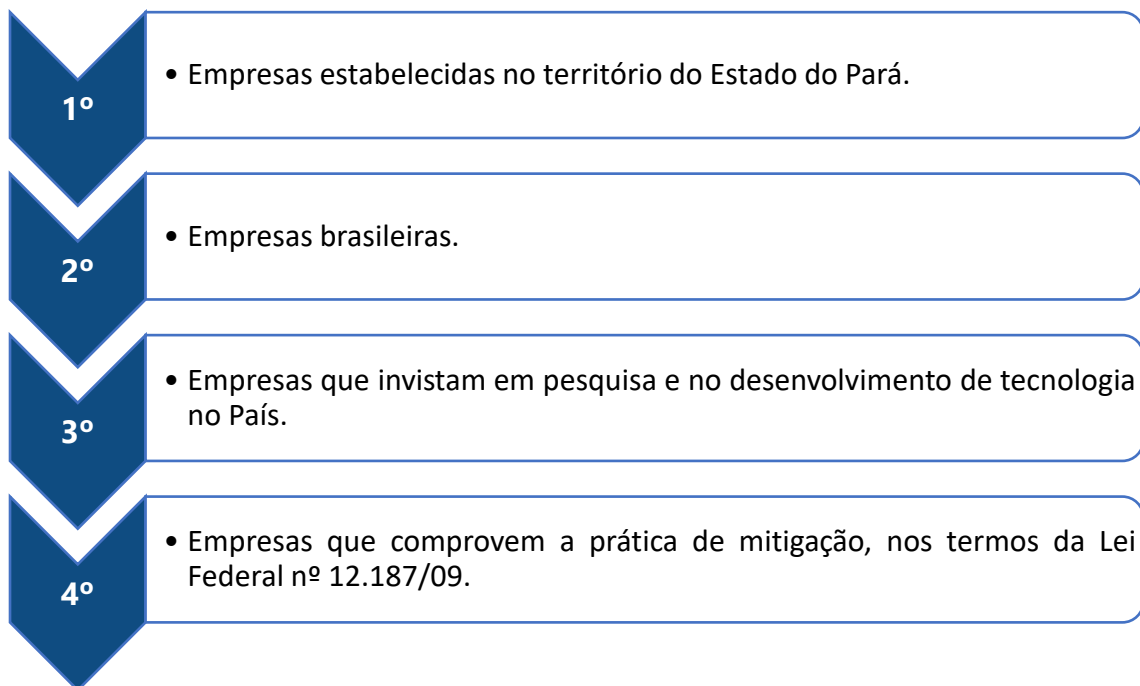 1º
• Empresas estabelecidas no território do Estado do Pará.
2º
• Empresas brasileiras.
3º
• Empresas que invistam em pesquisa e no desenvolvimento de tecnologia
no País.
4º
• Empresas que comprovem a prática de mitigação, nos termos da Lei
Federal nº 12.187/09.